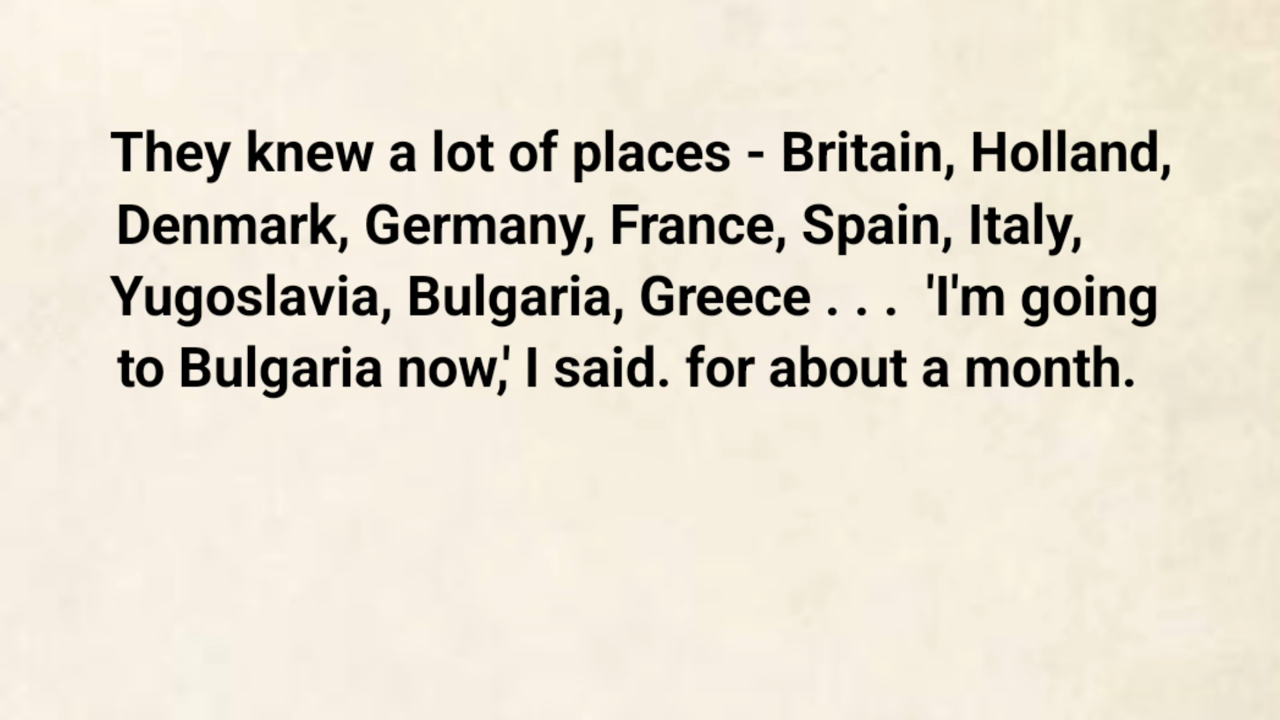 They knew a lot of places - Britain, Holland,
Denmark, Germany, France, Spain, Italy,
Yugoslavia, Bulgaria, Greece . . .  'I'm going
to Bulgaria now,' I said. for about a month.